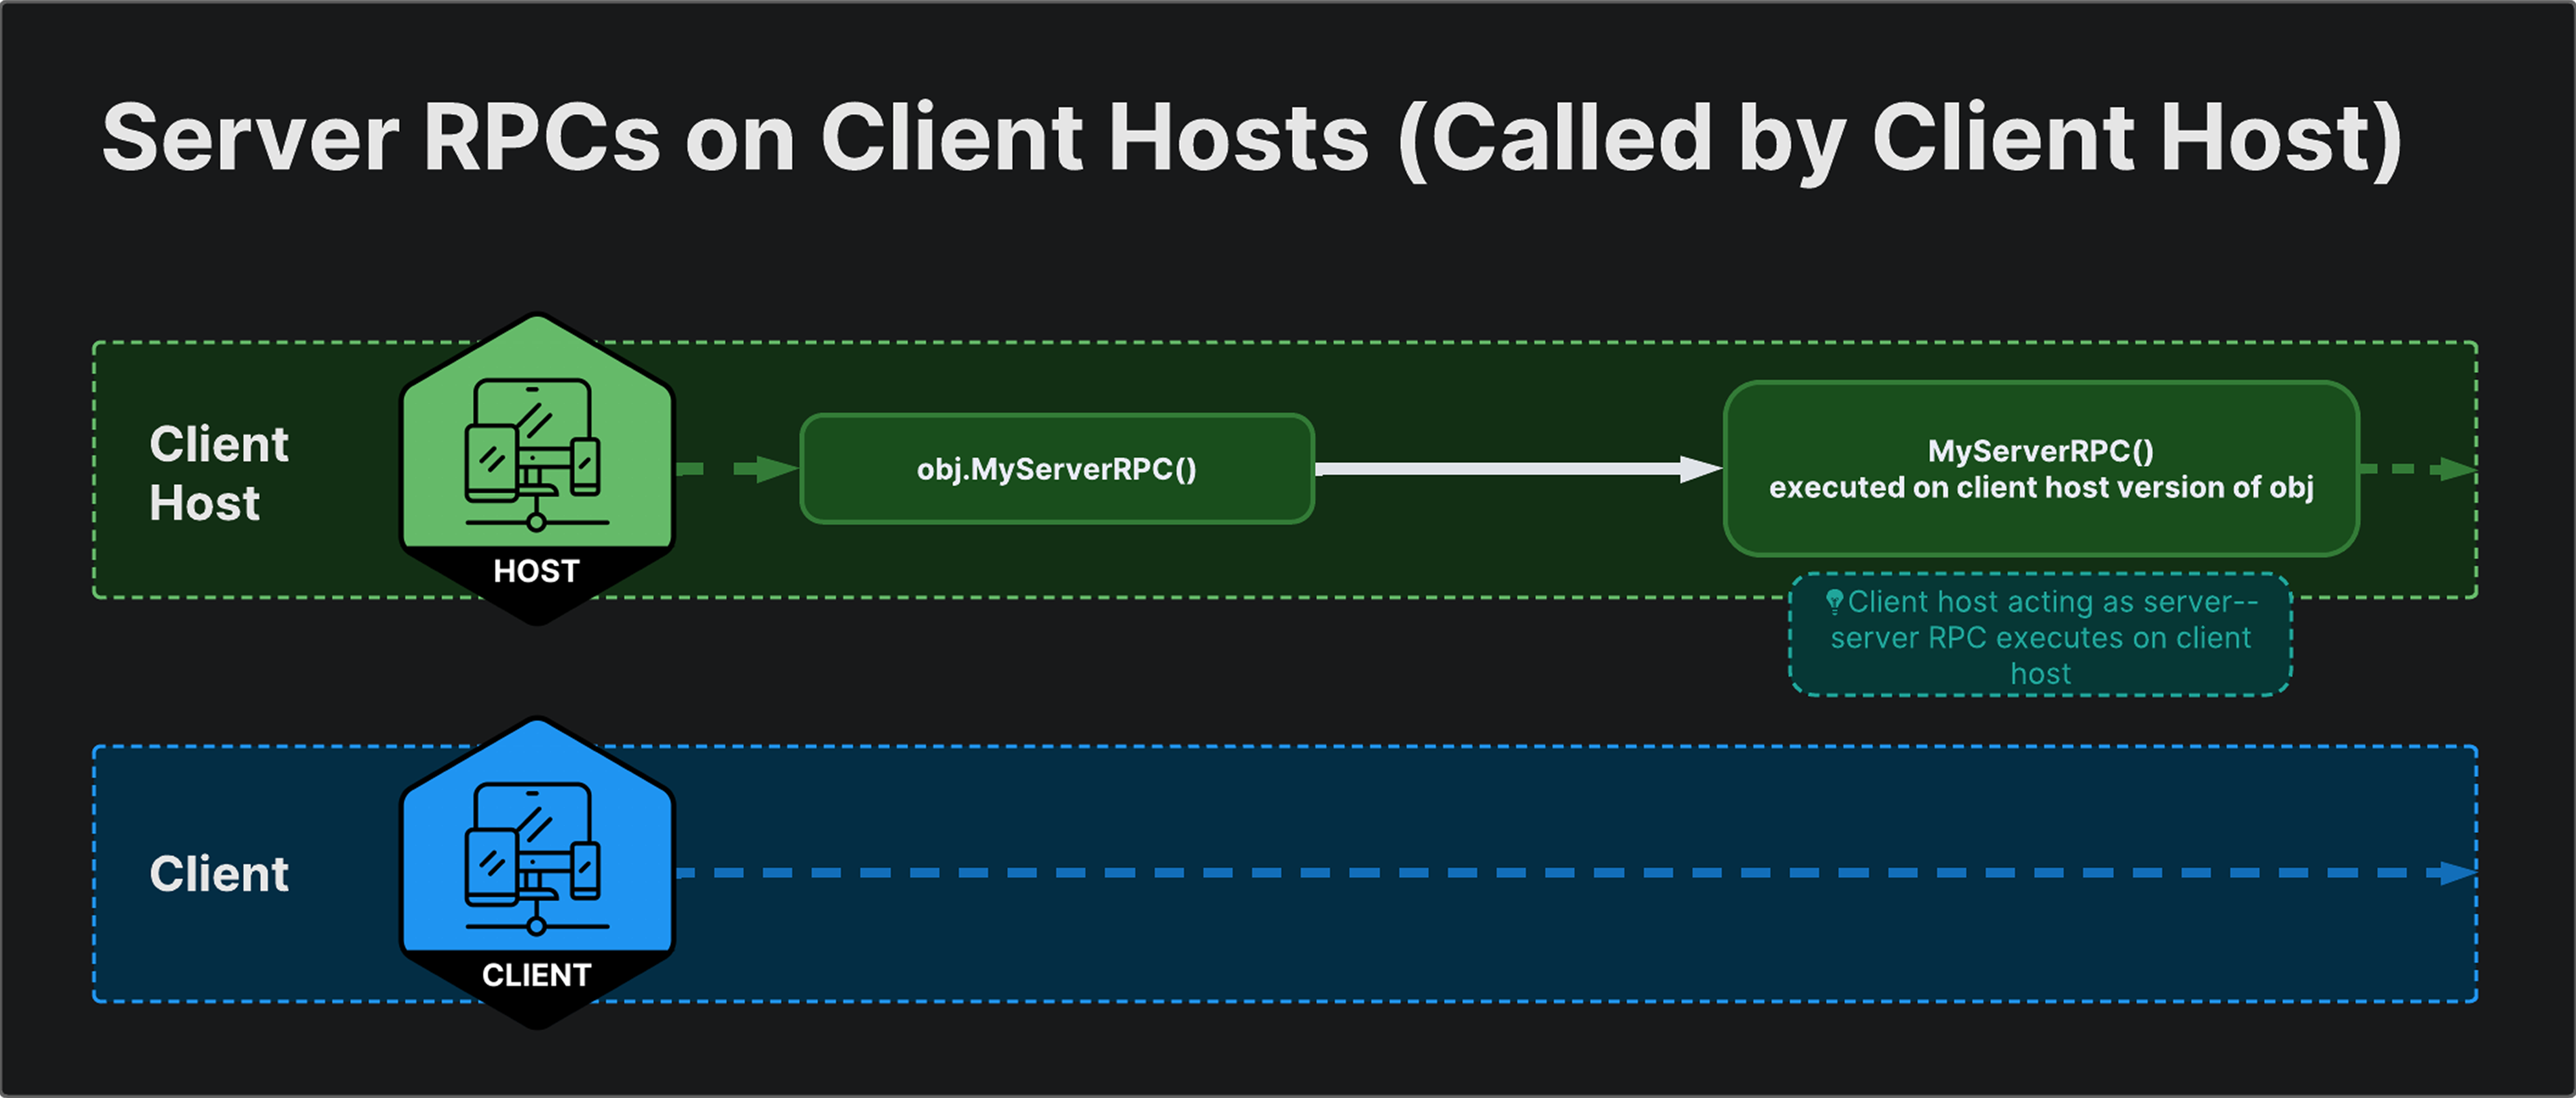 Server RPCs on Client Hosts (Called by Client Host)
Client
Host
HOST
obj.MyServerRPC()
MyServerRPC()
executed on client host version of obj
Client host acting as server--
server RPC executes on client
host
Client
CLIENT